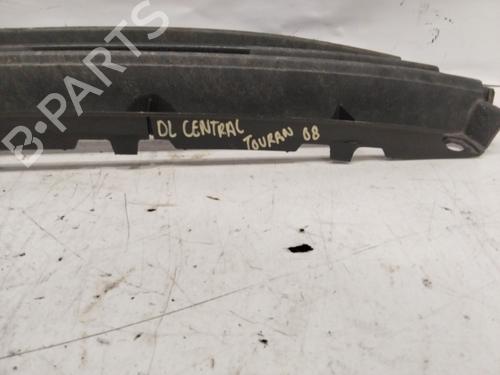 B-PARTS
DL CENTRAL
TOURAN 08